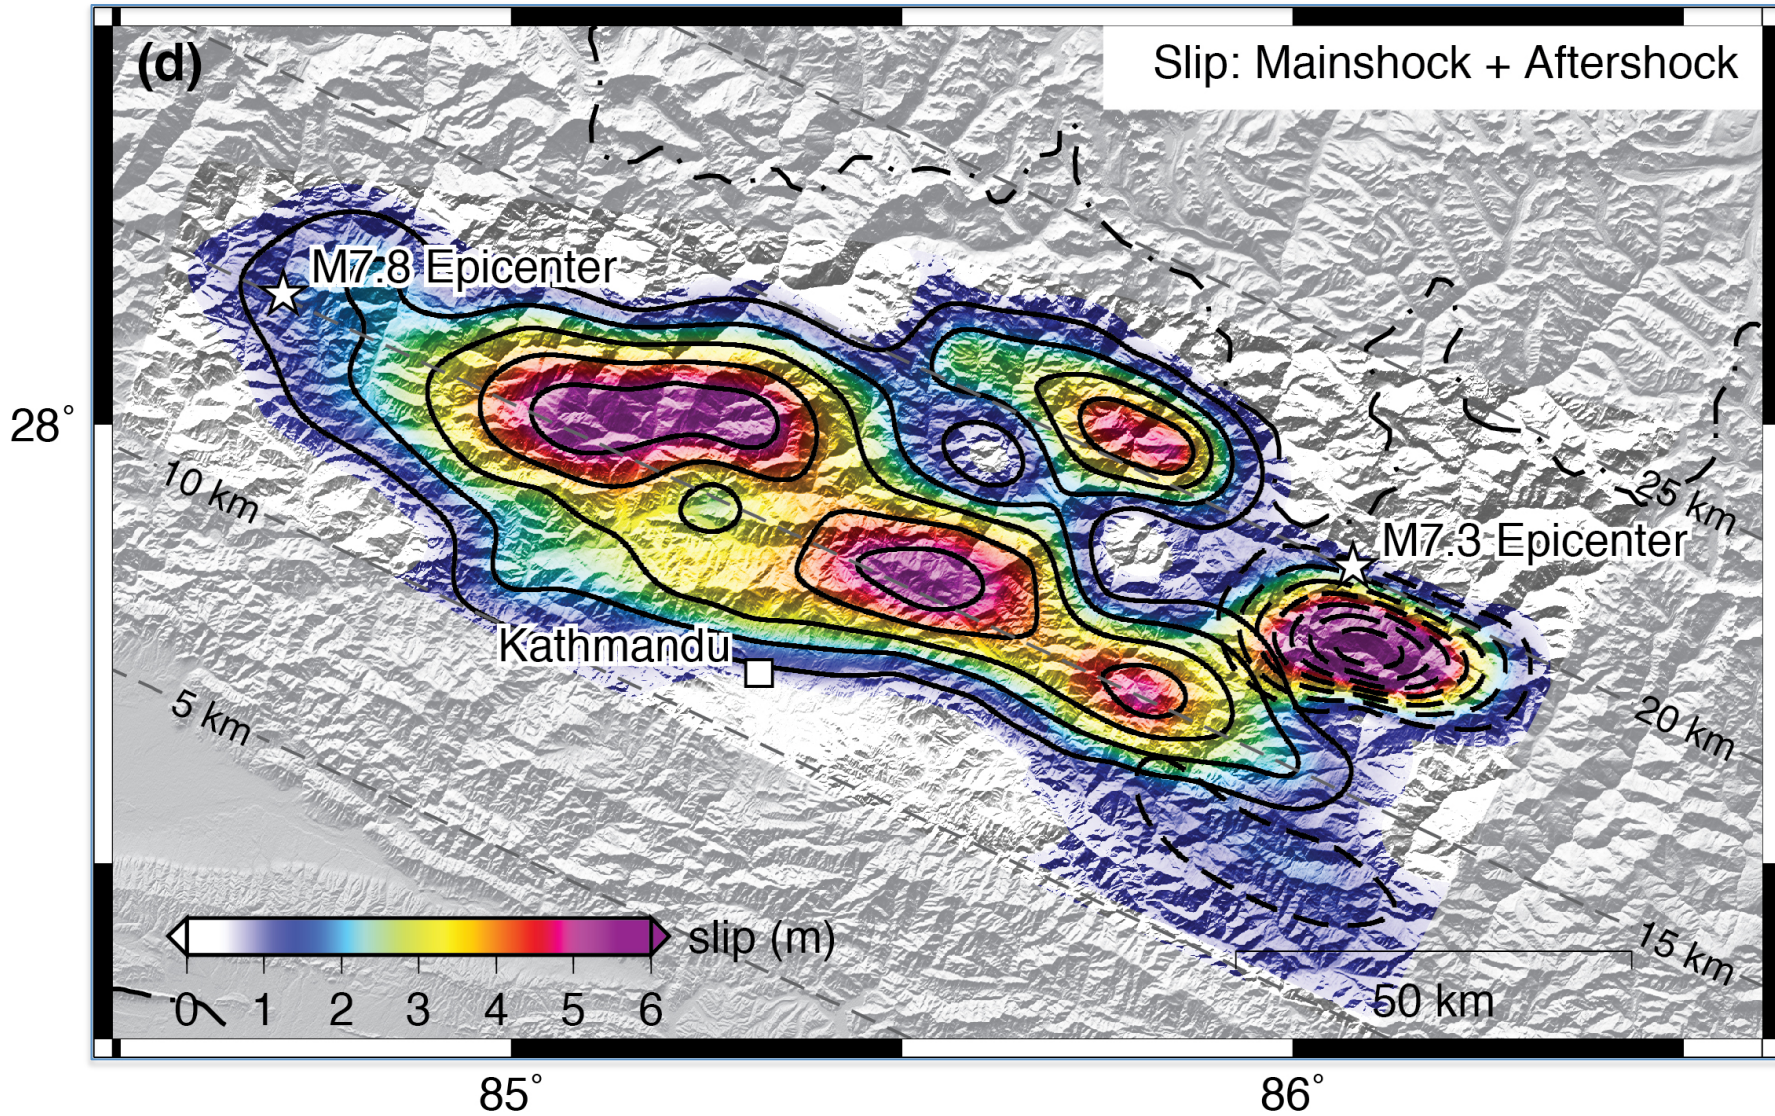 (d)
Slip: Mainshock + Aftershock
M7.8 Epicenter
28°
10 km
25 km
M7.3 Epicenter
Kathmandu
5 km
20 km
slip (m)
15 km
0 1 2 3 4 5 6
50 km
85° 86°